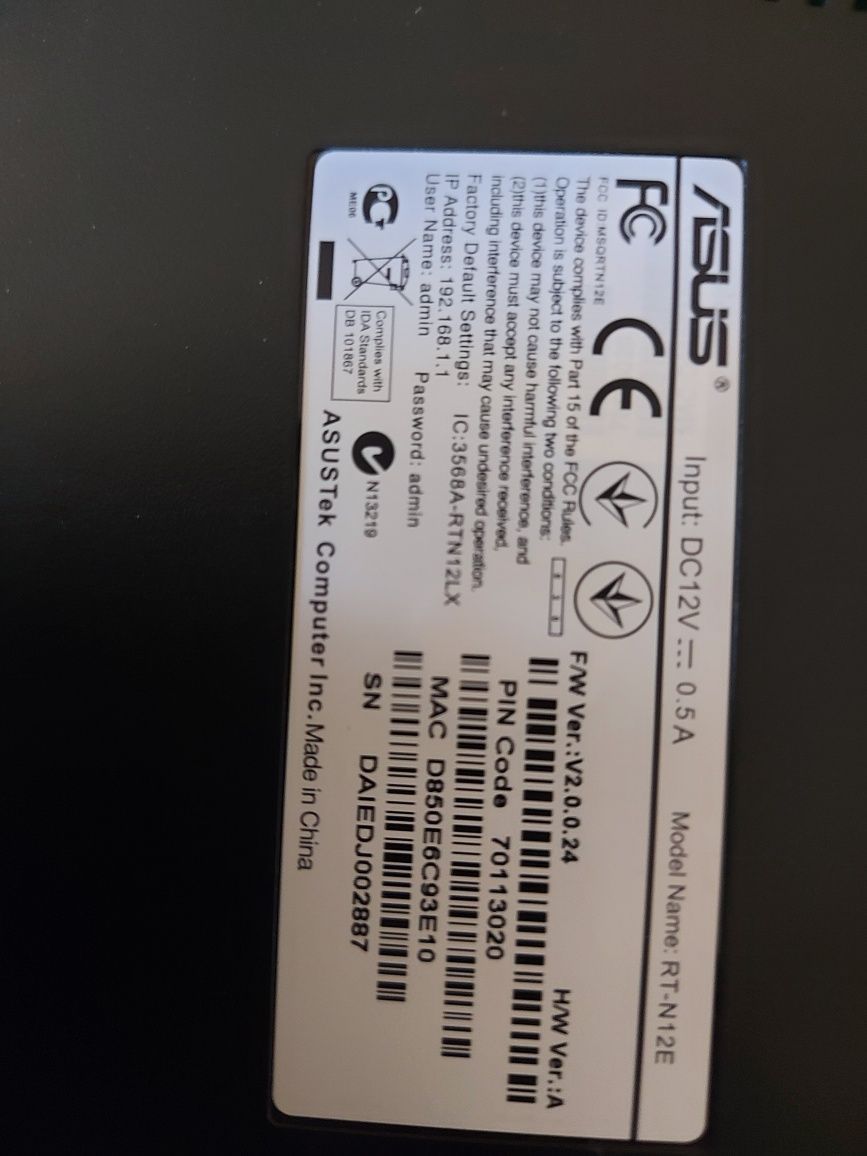 ASUS®
Input: DC12V ⎓ 0.5A
Model Name: RT-N12E
FC CE
FCC ID:MSQRTN12E
The device complies with Part 15 of the FCC Rules.
Operation is subject to the following two conditions:
(1)this device may not cause harmful interference, and
(2)this device must accept any interference received,
including interference that may cause undesired operation.
Factory Default Settings: IC:3568A-RTN12LX
IP Address: 192.168.1.1
User Name: admin Password: admin
ME06
Complies with
IDA Standards
DB 101867
N13219
F/W Ver.:V2.0.0.24 H/W Ver.:A
PIN Code 70113020
MAC D850E6C93E10
SN DAIEDJ002887
ASUSTek Computer Inc. Made in China